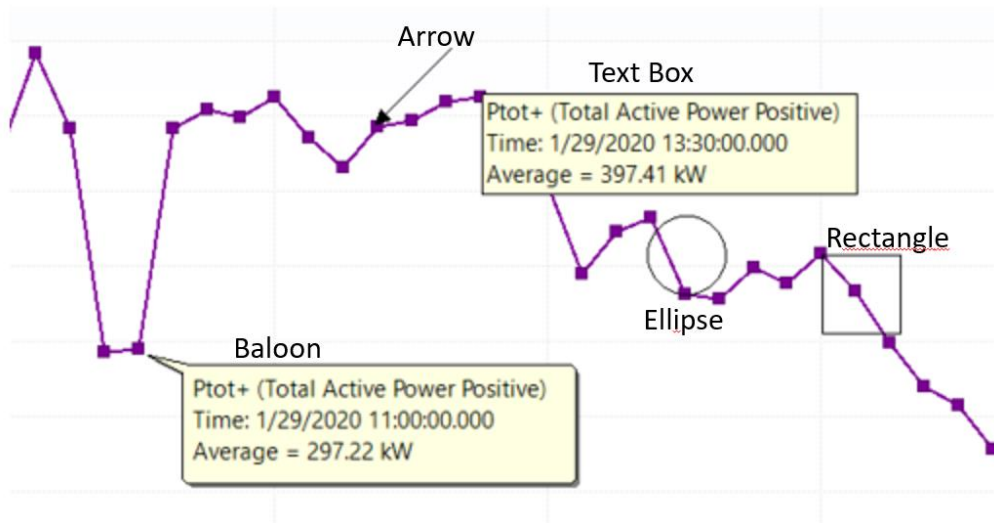 Arrow
Text Box
Ptot+ (Total Active Power Positive)
Time: 1/29/2020 13:30:00.000
Average = 397.41 kW
Rectangle
Ellipse
Baloon
Ptot+ (Total Active Power Positive)
Time: 1/29/2020 11:00:00.000
Average = 297.22 kW